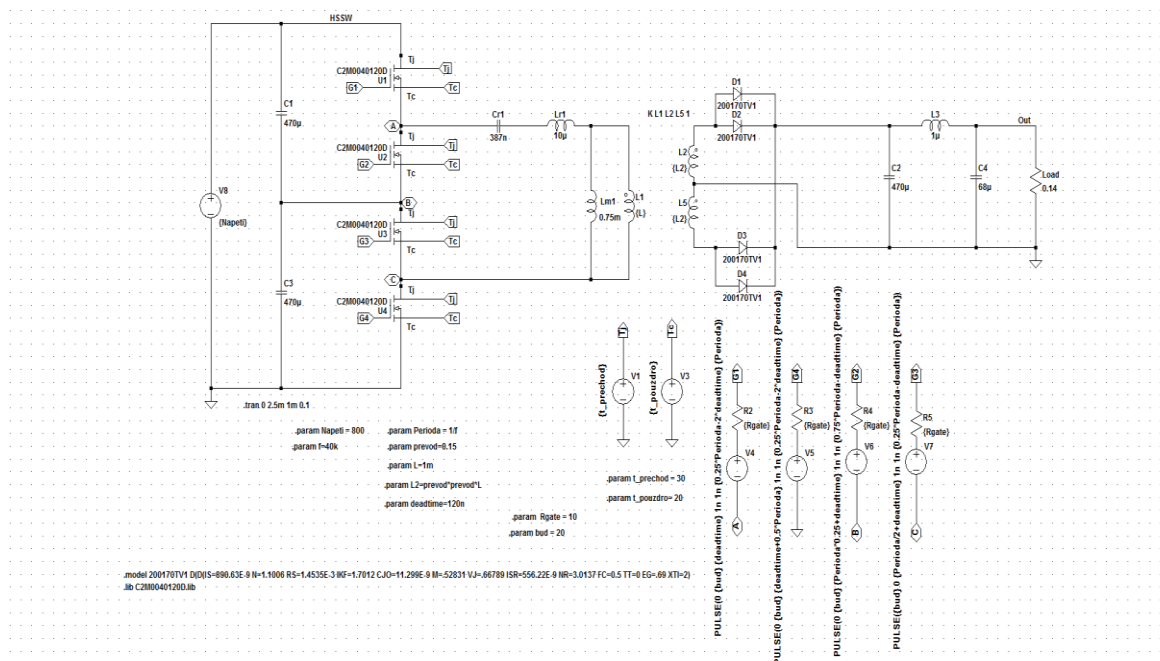 HSSW
Tj
C2M0040120D
Tj
U1
G1
Tc
Tc
C1
470µ
A
Cr1
387n
Lr1
10µ
Tj
C2M0040120D
Tj
U2
G2
Tc
Tc
K L1 L2 L5 1
D1
200170TV1
D2
200170TV1
L2
{L2}
L5
{L2}
D3
200170TV1
D4
200170TV1
L3
1µ
Out
C2
470µ
C4
68µ
Load
0.14
V8
{Napeti}
B
Tj
C2M0040120D
Tj
U3
G3
Tc
Tc
Lm1
0.75m
L1
{L}
C
C3
470µ
Tj
C2M0040120D
Tj
U4
G4
Tc
Tc
.tran 0 2.5m 1m 0.1
.param Napeti = 800
.param f=40k
.param Perioda = 1/f
.param prevod=0.15
.param L=1m
.param L2=prevod*prevod*L
.param deadtime=120n
Tj
V1
{t_prechod}
Tc
V3
{t_pouzdro}
.param t_prechod = 30
.param t_pouzdro= 20
.param Rgate = 10
.param bud = 20
G1
R2
{Rgate}
V4
A
PULSE(0 {bud} {deadtime} 1n 1n {0.25*Perioda-2*deadtime} {Perioda})
G4
R3
{Rgate}
V5
PULSE(0 {bud} {deadtime+0.5*Perioda} 1n 1n {0.25*Perioda-2*deadtime} {Perioda})
G2
R4
{Rgate}
V6
B
PULSE(0 {bud} {Perioda*0.25+deadtime} 1n 1n {0.75*Perioda-deadtime} {Perioda})
G3
R5
{Rgate}
V7
C
PULSE({bud} 0 {Perioda/2+deadtime} 1n 1n {0.25*Perioda-deadtime} {Perioda})
.model 200170TV1 D(D(IS=890.63E-9 N=1.1006 RS=1.4535E-3 IKF=1.7012 CJO=11.299E-9 M=.52831 VJ=.66789 ISR=556.22E-9 NR=3.0137 FC=0.5 TT=0 EG=.69 XTI=2)
.lib C2M0040120D.lib